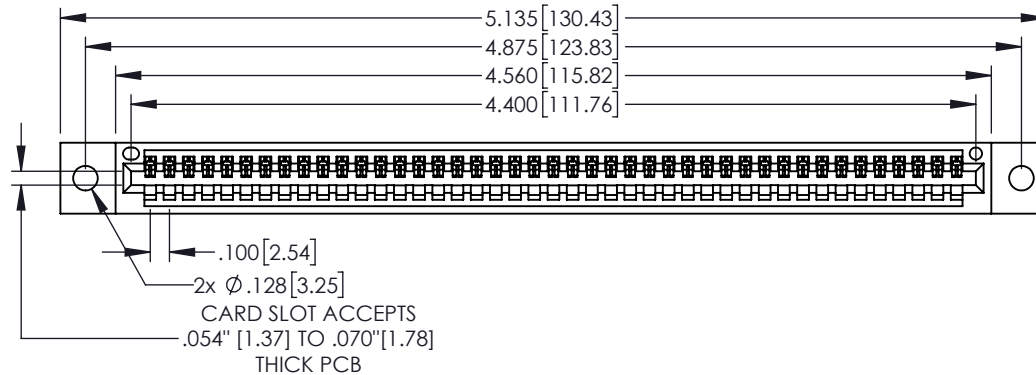 5.135[130.43]
4.875[123.83]
4.560[115.82]
4.400[111.76]
.100[2.54]
2x Ø.128[3.25]
CARD SLOT ACCEPTS
.054" [1.37] TO .070"[1.78]
THICK PCB